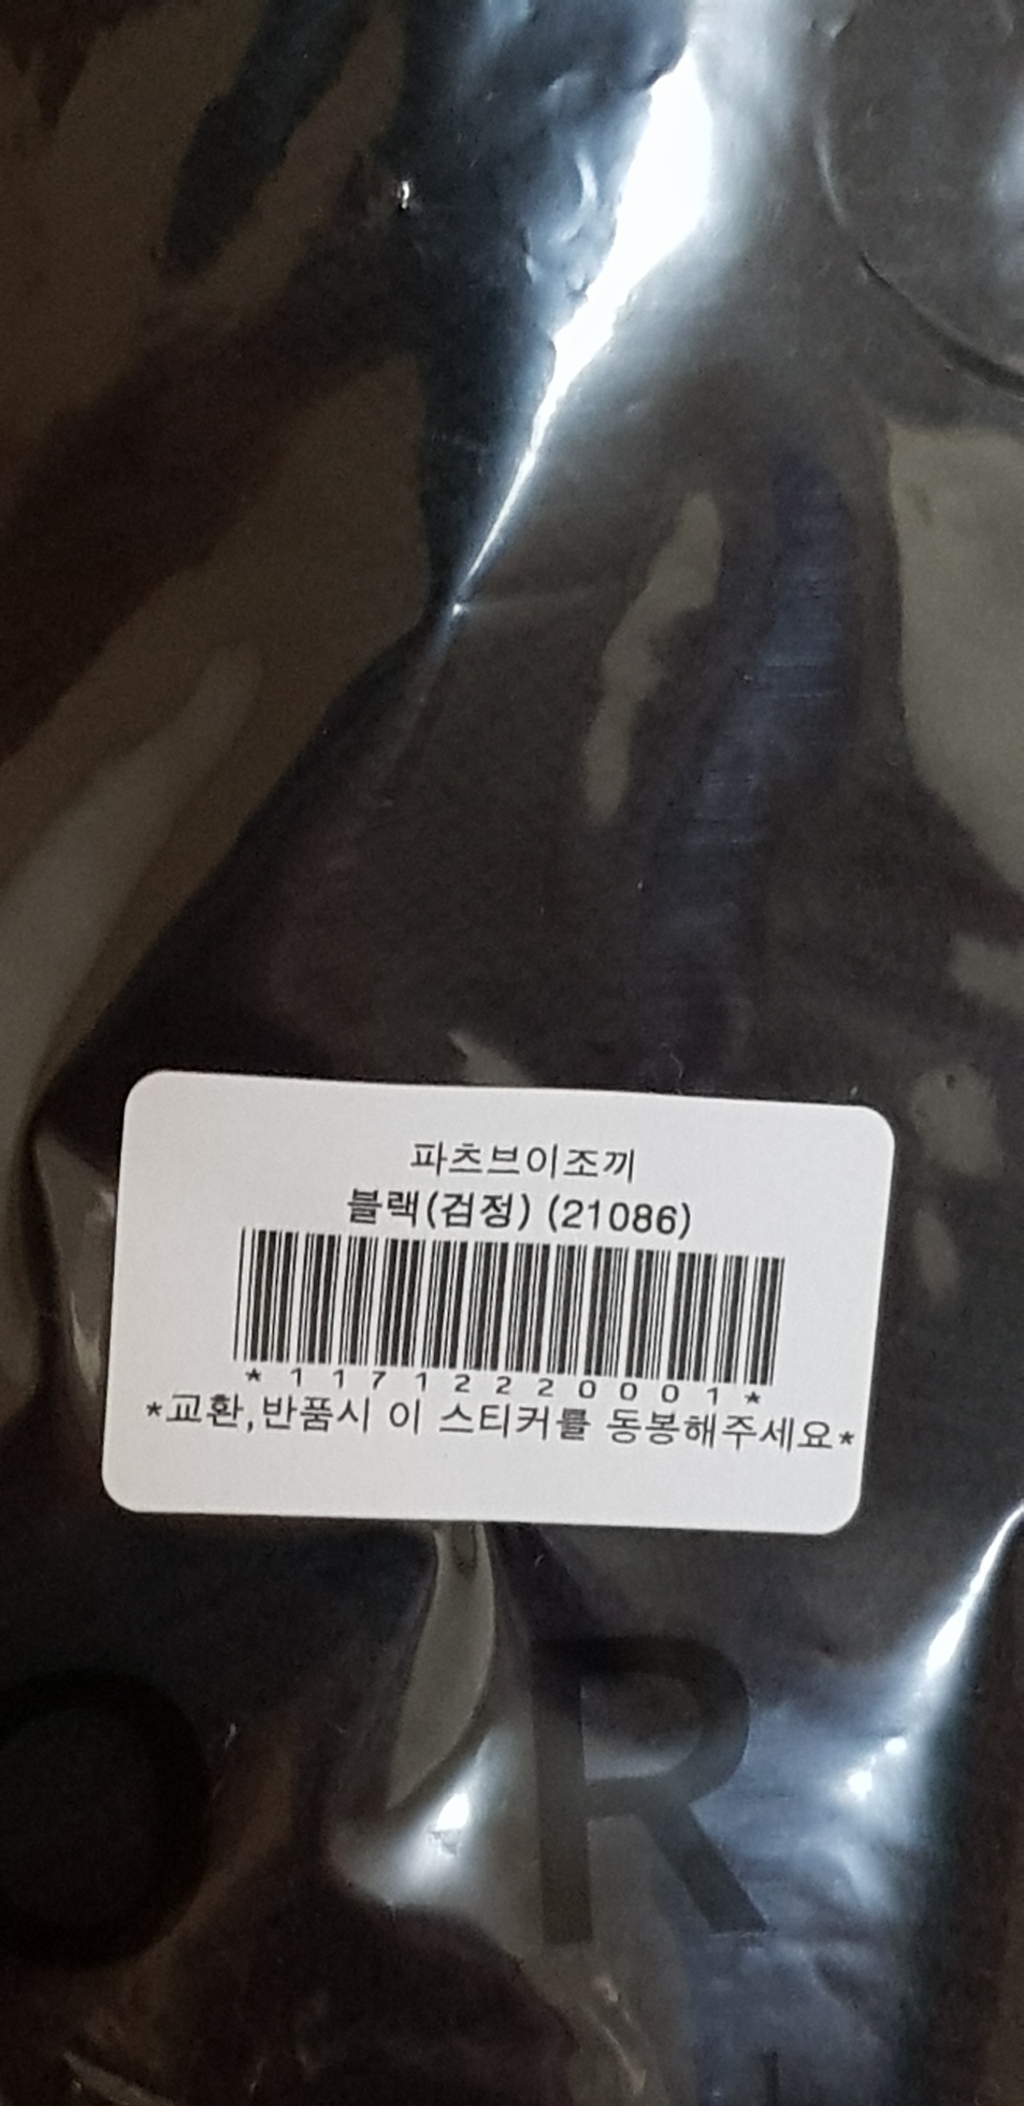 파츠브이조끼
블랙(검정) (21086)
*11712220001*
*교환,반품시 이 스티커를 동봉해주세요*
R